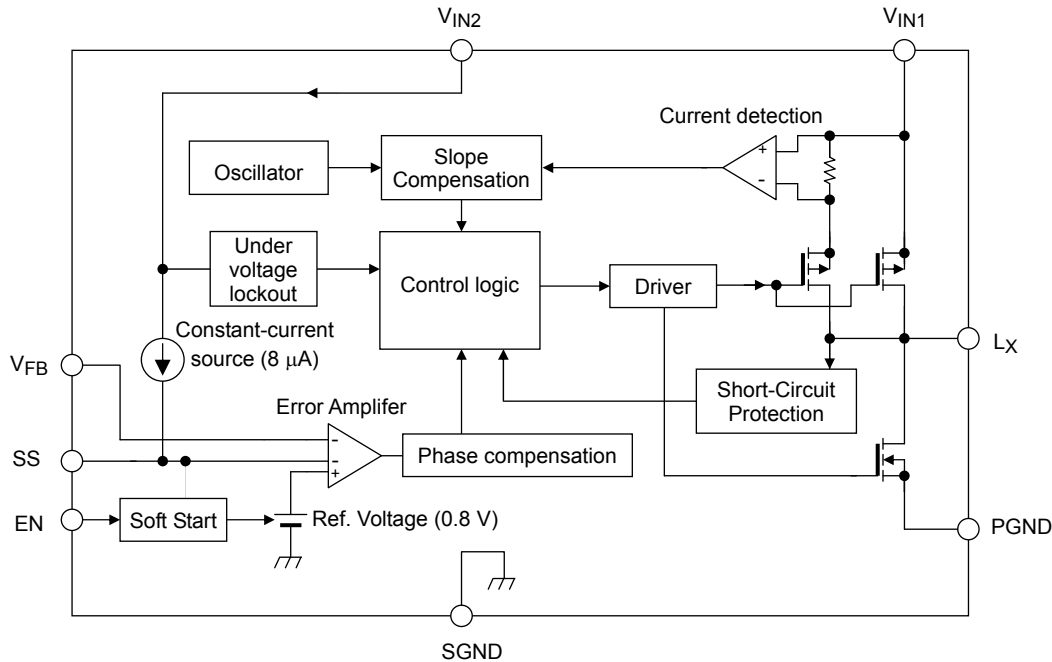 VIN2
VIN1
Current detection
Oscillator
Slope
Compensation
+
-
Under
voltage
lockout
Control logic
Driver
Constant-current
source (8 μA)
VFB
LX
Short-Circuit
Protection
Error Amplifer
-
-
+
Phase compensation
SS
EN
Soft Start
Ref. Voltage (0.8 V)
PGND
SGND